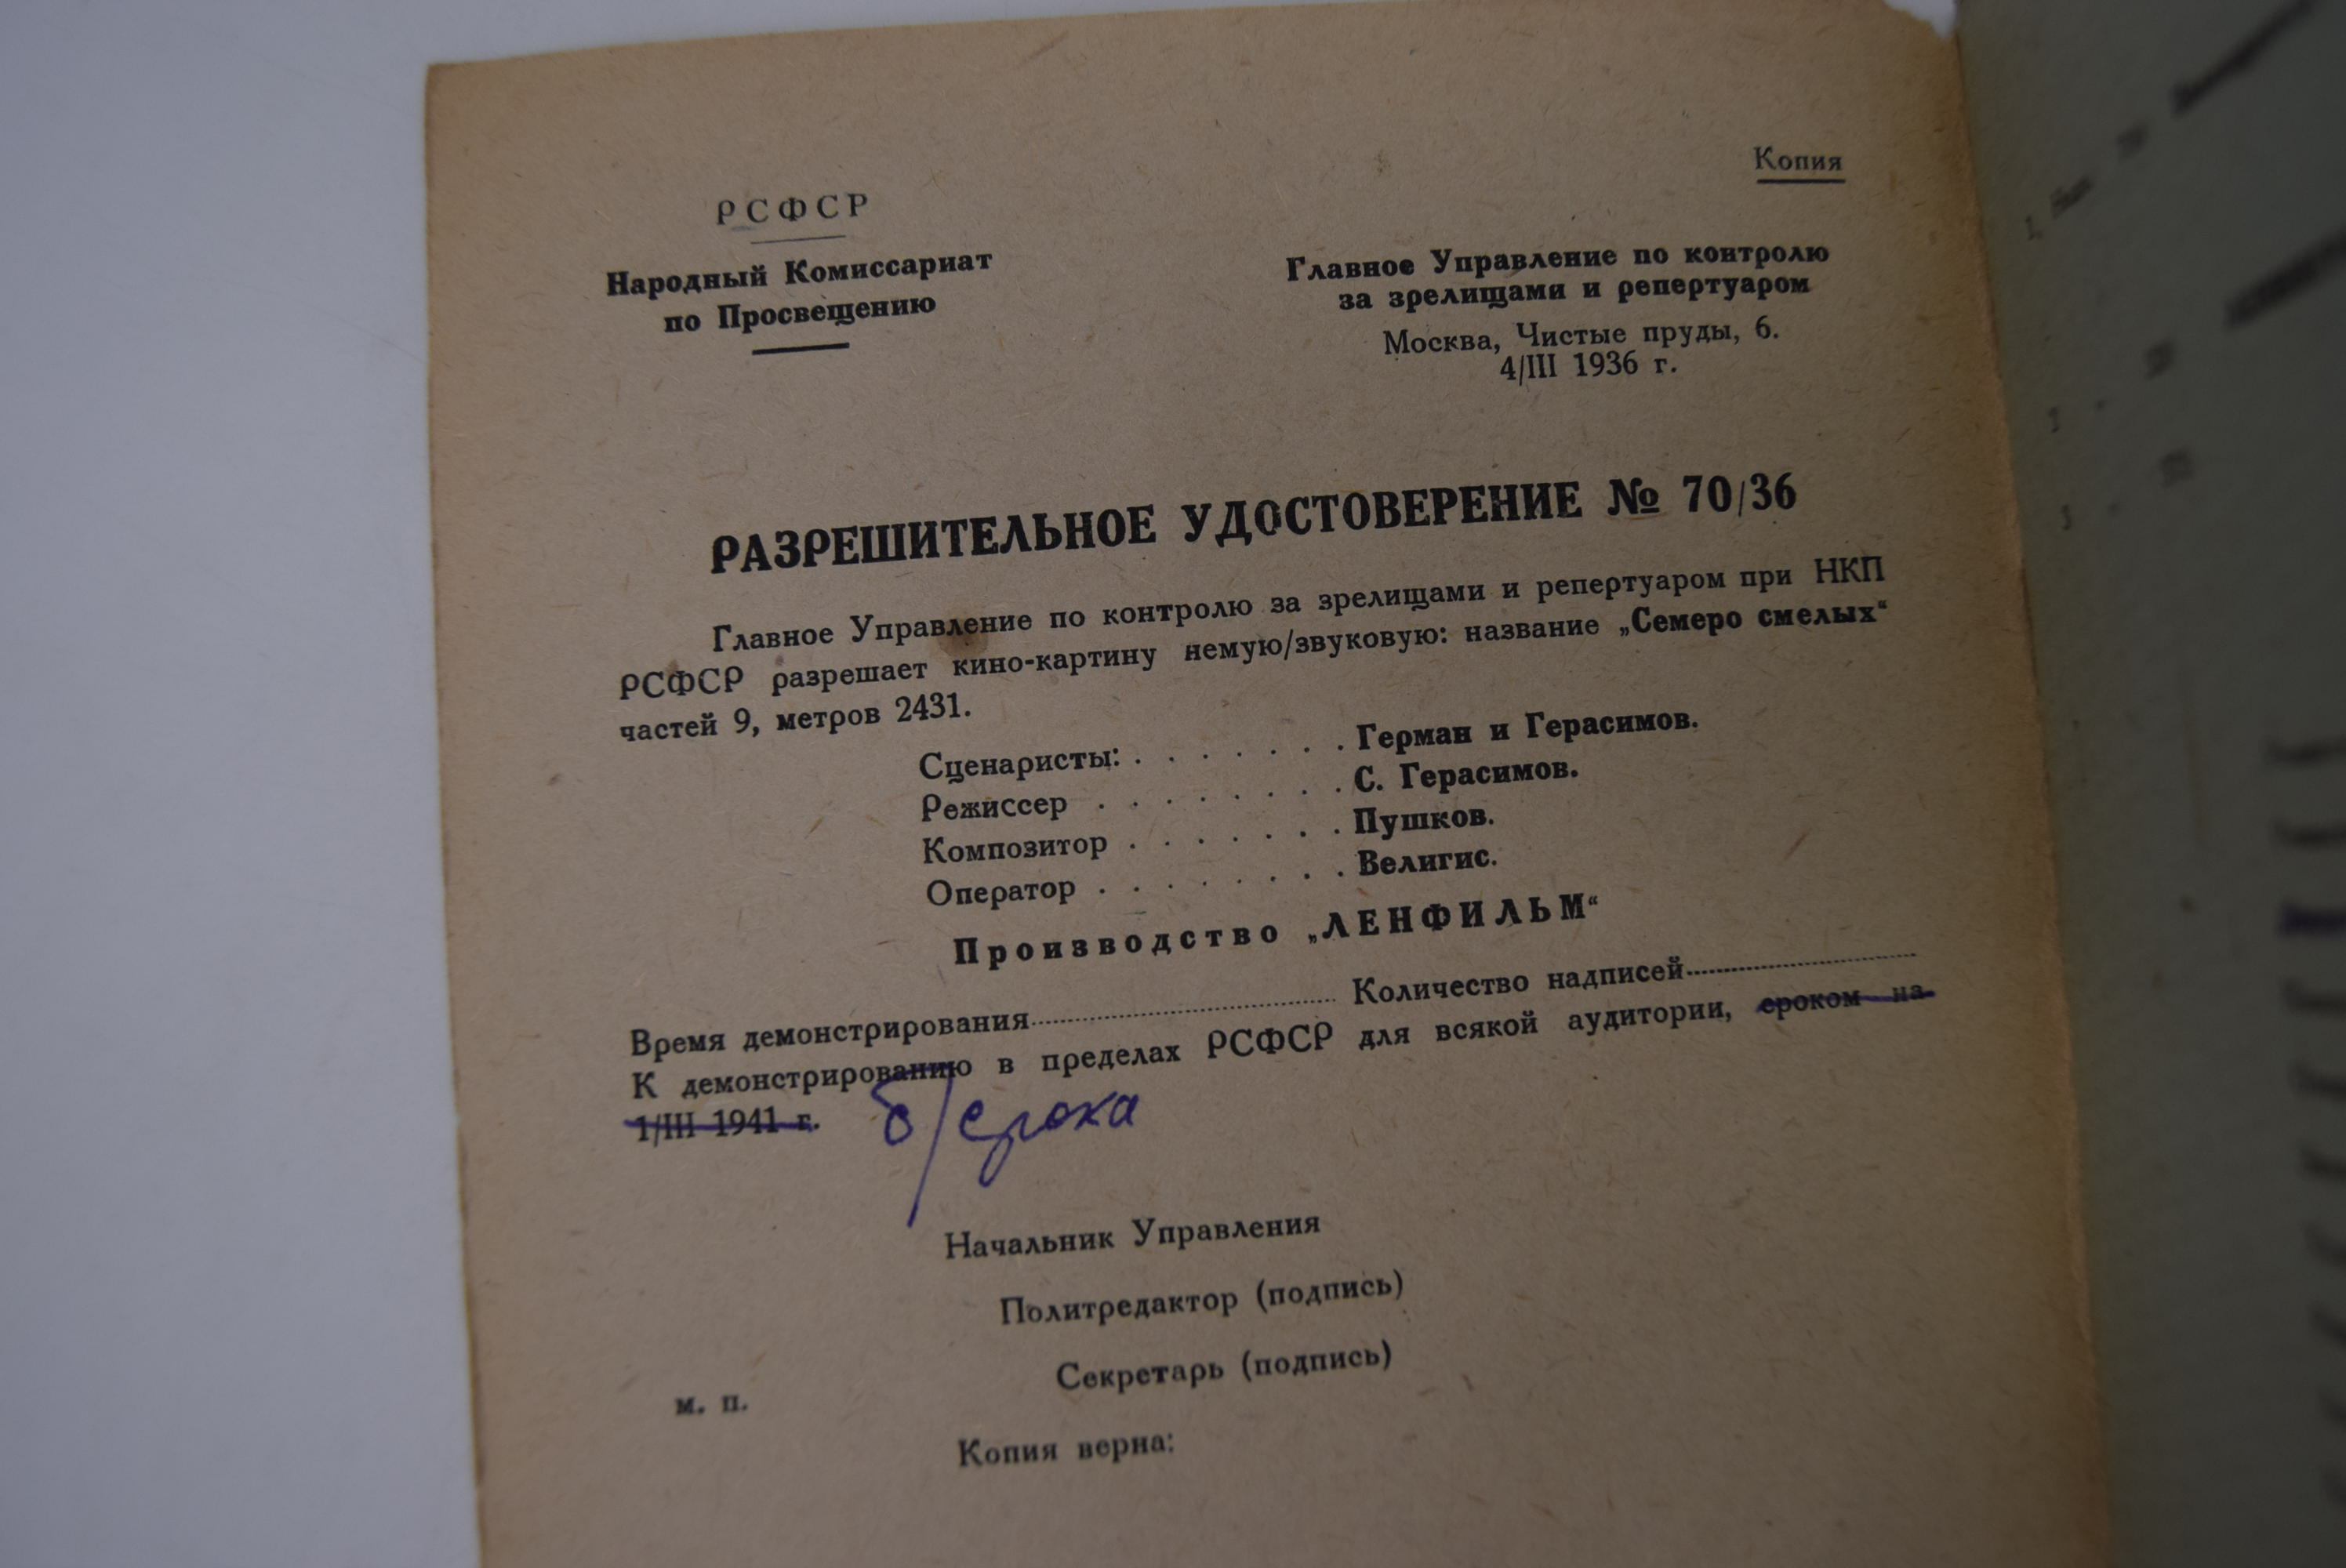 Копия
РСФСР
Народный Комиссариат
по Просвещению
Главное Управление по контролю
за зрелищами и репертуаром
Москва, Чистые пруды, 6.
4/III 1936 г.
РАЗРЕШИТЕЛЬНОЕ УДОСТОВЕРЕНИЕ № 70/36
Главное Управление по контролю за зрелищами и репертуаром при НКП
РСФСР разрешает кино-картину немую/звуковую: название „Семеро смелых“
частей 9, метров 2431.
Сценаристы: . . . . . . . Герман и Герасимов.
Режиссер . . . . . . . . С. Герасимов.
Композитор . . . . . . . Пушков.
Оператор . . . . . . . . Велигис.
Производство „ЛЕНФИЛЬМ“
Время демонстрирования Количество надписей
К демонстрированию в пределах РСФСР для всякой аудитории, сроком на
1/III 1941 г. б/срока
Начальник Управления
Политредактор (подпись)
Секретарь (подпись)
м. п.
Копия верна: